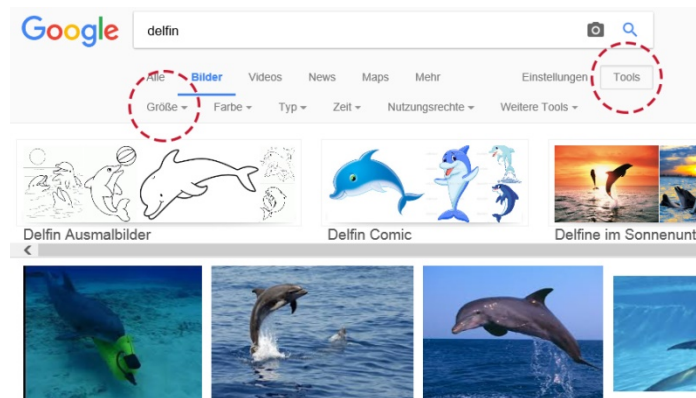 Google delfin
Alle Bilder Videos News Maps Mehr Einstellungen Tools
Größe Farbe Typ Zeit Nutzungsrechte Weitere Tools
Delfin Ausmalbilder Delfin Comic Delfine im Sonnenunt